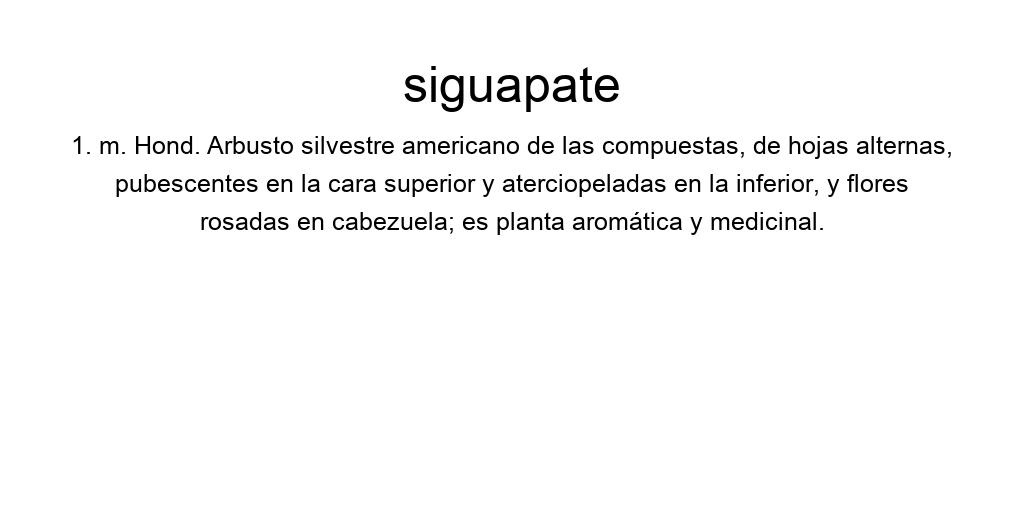 siguapate
1. m. Hond. Arbusto silvestre americano de las compuestas, de hojas alternas,
pubescentes en la cara superior y aterciopeladas en la inferior, y flores
rosadas en cabezuela; es planta aromática y medicinal.